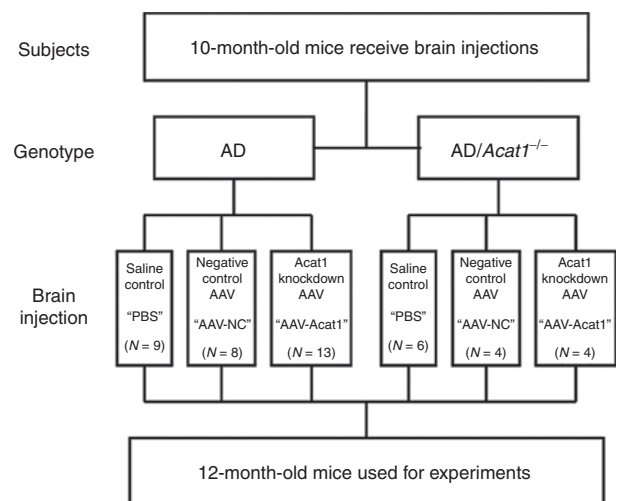 Subjects
10-month-old mice receive brain injections
Genotype
AD
AD/Acat1⁻/⁻
Brain
injection
Saline
control
“PBS”
(N = 9)
Negative
control
AAV
“AAV-NC”
(N = 8)
Acat1
knockdown
AAV
“AAV-Acat1”
(N = 13)
Saline
control
“PBS”
(N = 6)
Negative
control
AAV
“AAV-NC”
(N = 4)
Acat1
knockdown
AAV
“AAV-Acat1”
(N = 4)
12-month-old mice used for experiments